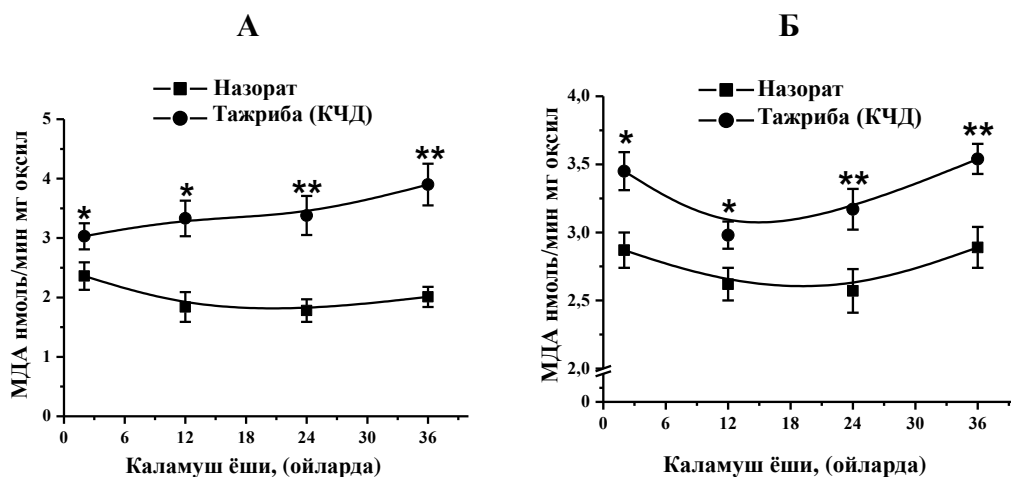 А
Назорат
Тажриба (КЧД)
МДА нмоль/мин мг оқсил
5
4
3
2
1
0
* * ** **
0 6 12 18 24 30 36
Каламуш ёши, (ойларда)
Б
Назорат
Тажриба (КЧД)
МДА нмоль/мин мг оқсил
4,0
3,5
3,0
2,5
2,0
0
* * ** **
0 6 12 18 24 30 36
Каламуш ёши, (ойларда)